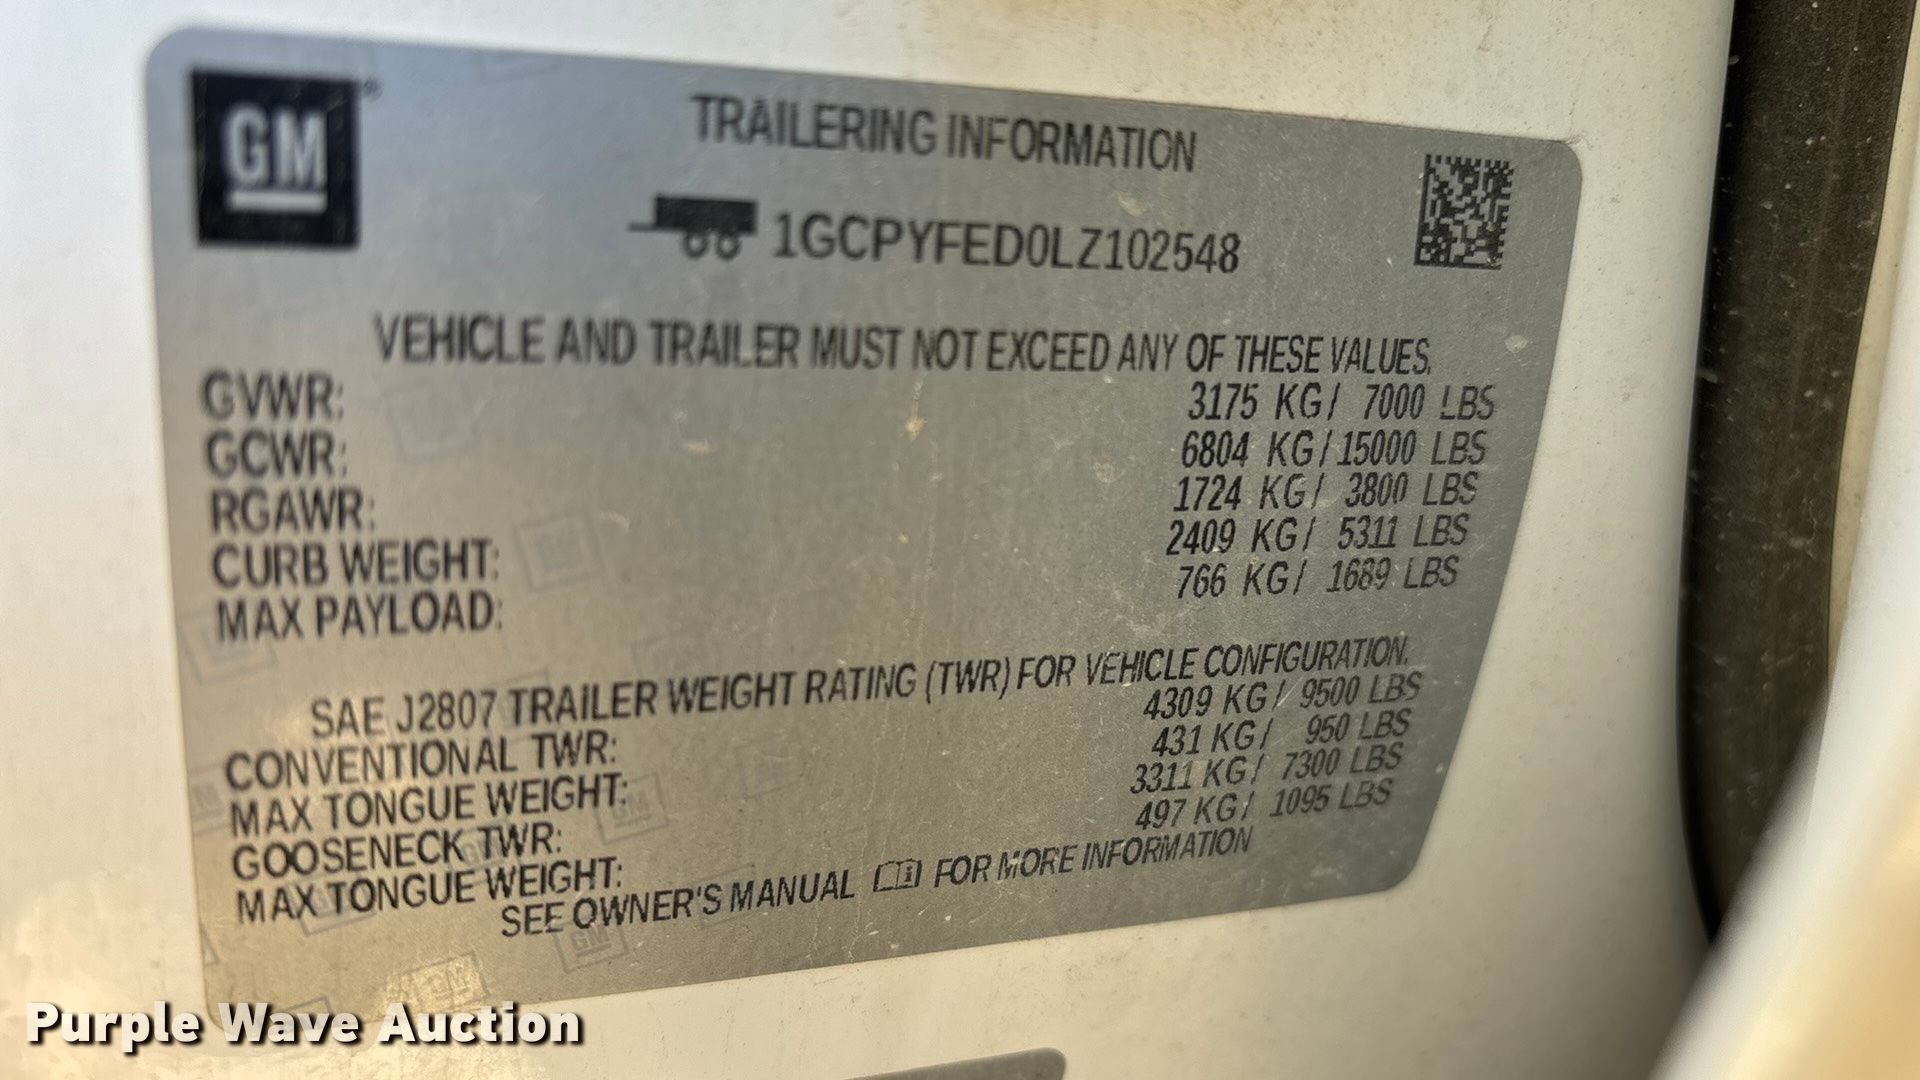 GM
TRAILERING INFORMATION
1GCPYFED0LZ102548
VEHICLE AND TRAILER MUST NOT EXCEED ANY OF THESE VALUES.
GVWR: 3175 KG/ 7000 LBS
GCWR: 6804 KG/15000 LBS
RGAWR: 1724 KG/ 3800 LBS
CURB WEIGHT: 2409 KG/ 5311 LBS
MAX PAYLOAD: 766 KG/ 1689 LBS
SAE J2807 TRAILER WEIGHT RATING (TWR) FOR VEHICLE CONFIGURATION.
CONVENTIONAL TWR: 4309 KG/ 9500 LBS
MAX TONGUE WEIGHT: 431 KG/ 950 LBS
GOOSENECK TWR: 3311 KG/ 7300 LBS
MAX TONGUE WEIGHT: 497 KG/ 1095 LBS
SEE OWNER'S MANUAL FOR MORE INFORMATION
Purple Wave Auction